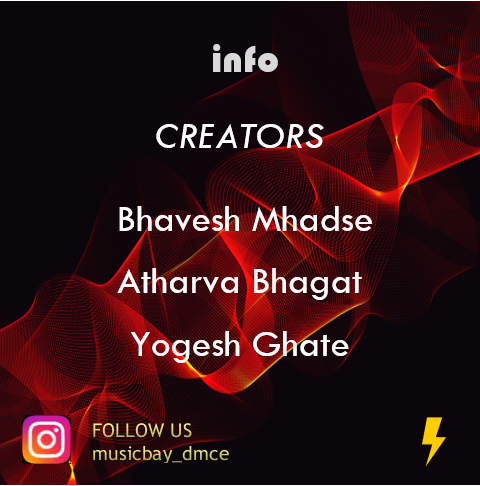 info
CREATORS
Bhavesh Mhadse
Atharva Bhagat
Yogesh Ghate
FOLLOW US
musicbay_dmce